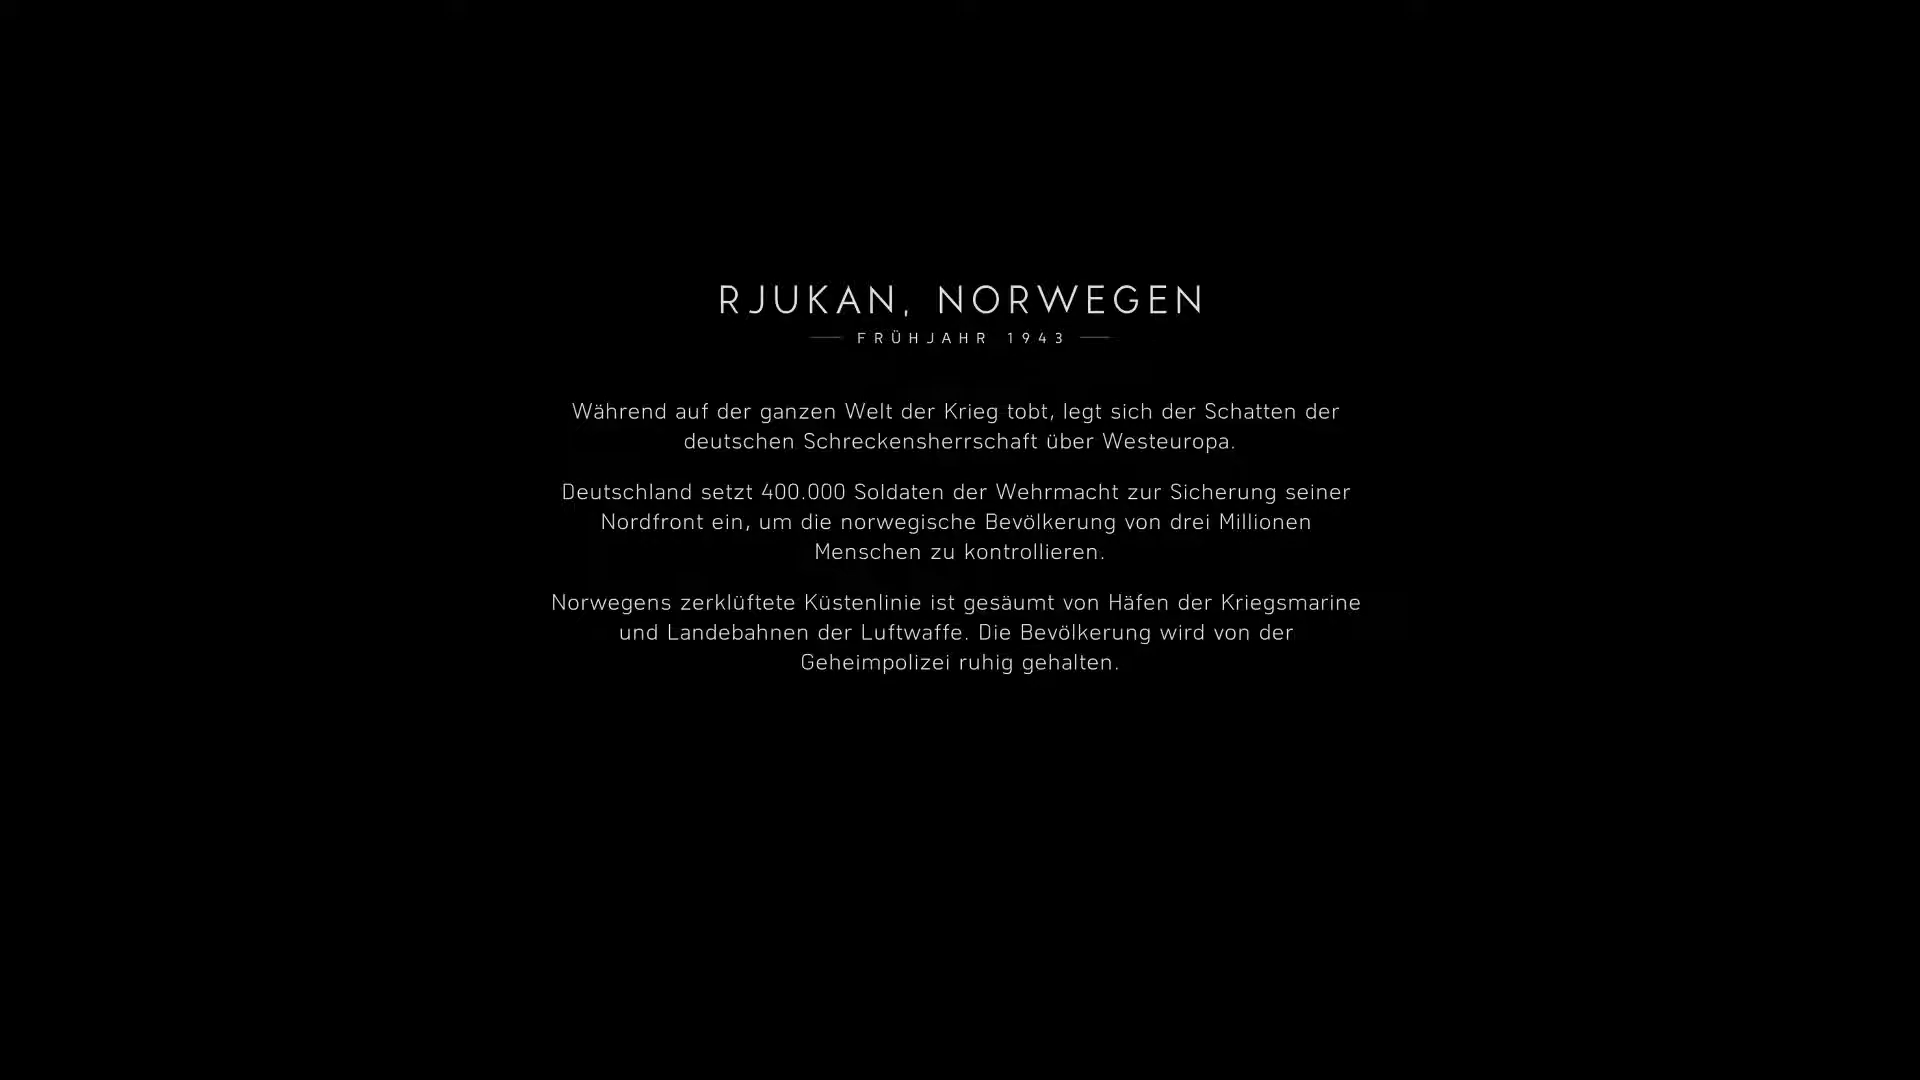 RJUKAN, NORWEGEN
FRÜHJAHR 1943
Während auf der ganzen Welt der Krieg tobt, legt sich der Schatten der
deutschen Schreckensherrschaft über Westeuropa.
Deutschland setzt 400.000 Soldaten der Wehrmacht zur Sicherung seiner
Nordfront ein, um die norwegische Bevölkerung von drei Millionen
Menschen zu kontrollieren.
Norwegens zerklüftete Küstenlinie ist gesäumt von Häfen der Kriegsmarine
und Landebahnen der Luftwaffe. Die Bevölkerung wird von der
Geheimpolizei ruhig gehalten.